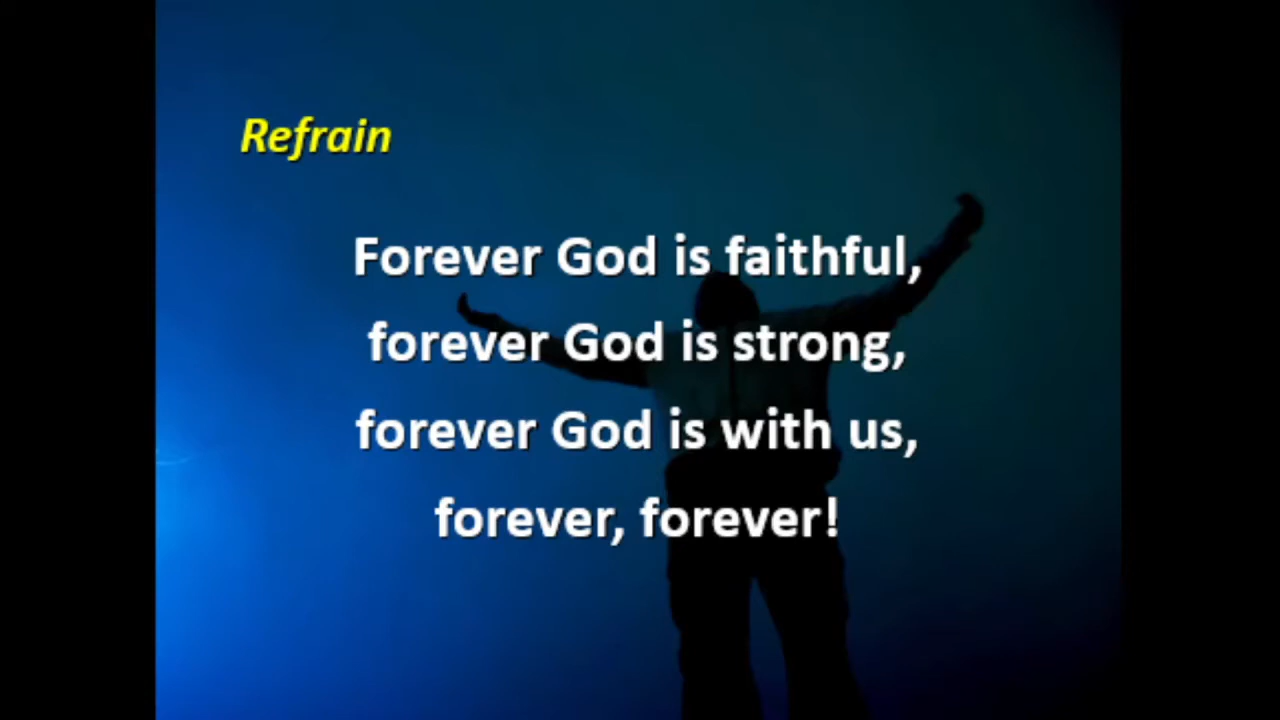 Refrain
Forever God is faithful,
forever God is strong,
forever God is with us,
forever, forever!